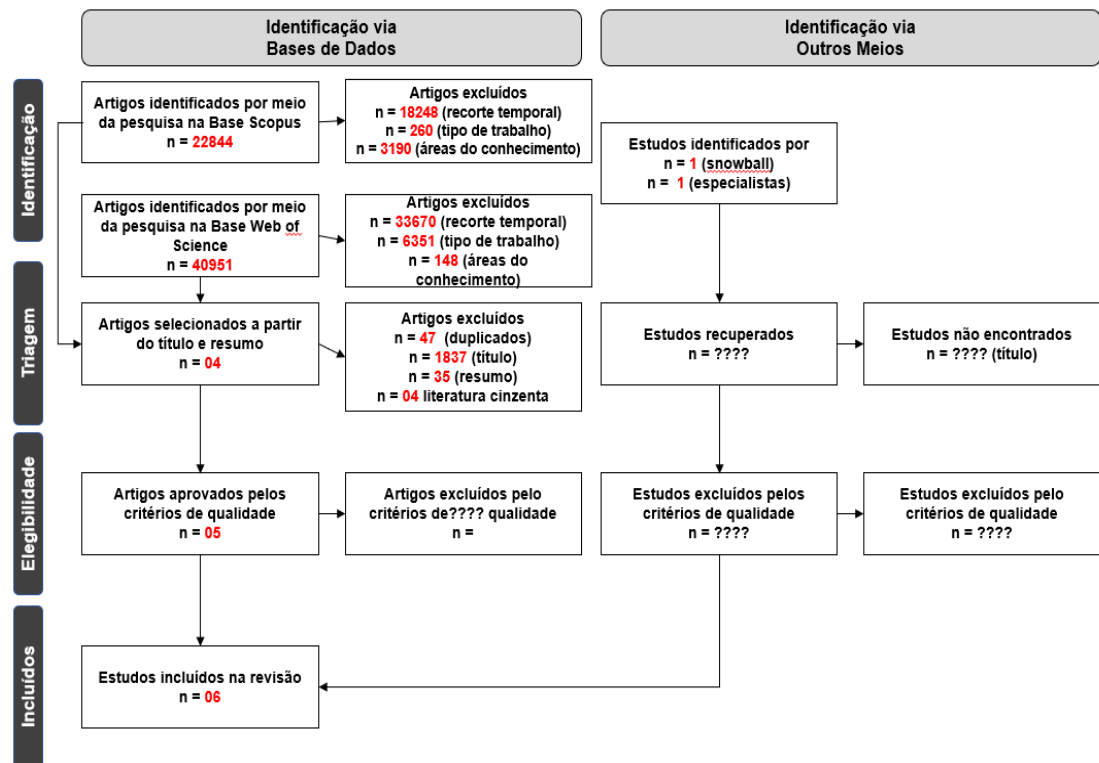 Identificação via
Bases de Dados
Identificação via
Outros Meios
Identificação
Artigos identificados por meio
da pesquisa na Base Scopus
n = 22844
Artigos excluídos
n = 18248 (recorte temporal)
n = 260 (tipo de trabalho)
n = 3190 (áreas do conhecimento)
Estudos identificados por
n = 1 (snowball)
n = 1 (especialistas)
Artigos identificados por meio
da pesquisa na Base Web of
Science
n = 40951
Artigos excluídos
n = 33670 (recorte temporal)
n = 6351 (tipo de trabalho)
n = 148 (áreas do
conhecimento)
Triagem
Artigos selecionados a partir
do título e resumo
n = 04
Artigos excluídos
n = 47 (duplicados)
n = 1837 (título)
n = 35 (resumo)
n = 04 literatura cinzenta
Estudos recuperados
n = ????
Estudos não encontrados
n = ???? (título)
Elegibilidade
Artigos aprovados pelos
critérios de qualidade
n = 05
Artigos excluídos pelo
critérios de???? qualidade
n =
Estudos excluídos pelos
critérios de qualidade
n = ????
Estudos excluídos pelo
critérios de qualidade
n = ????
Incluídos
Estudos incluídos na revisão
n = 06